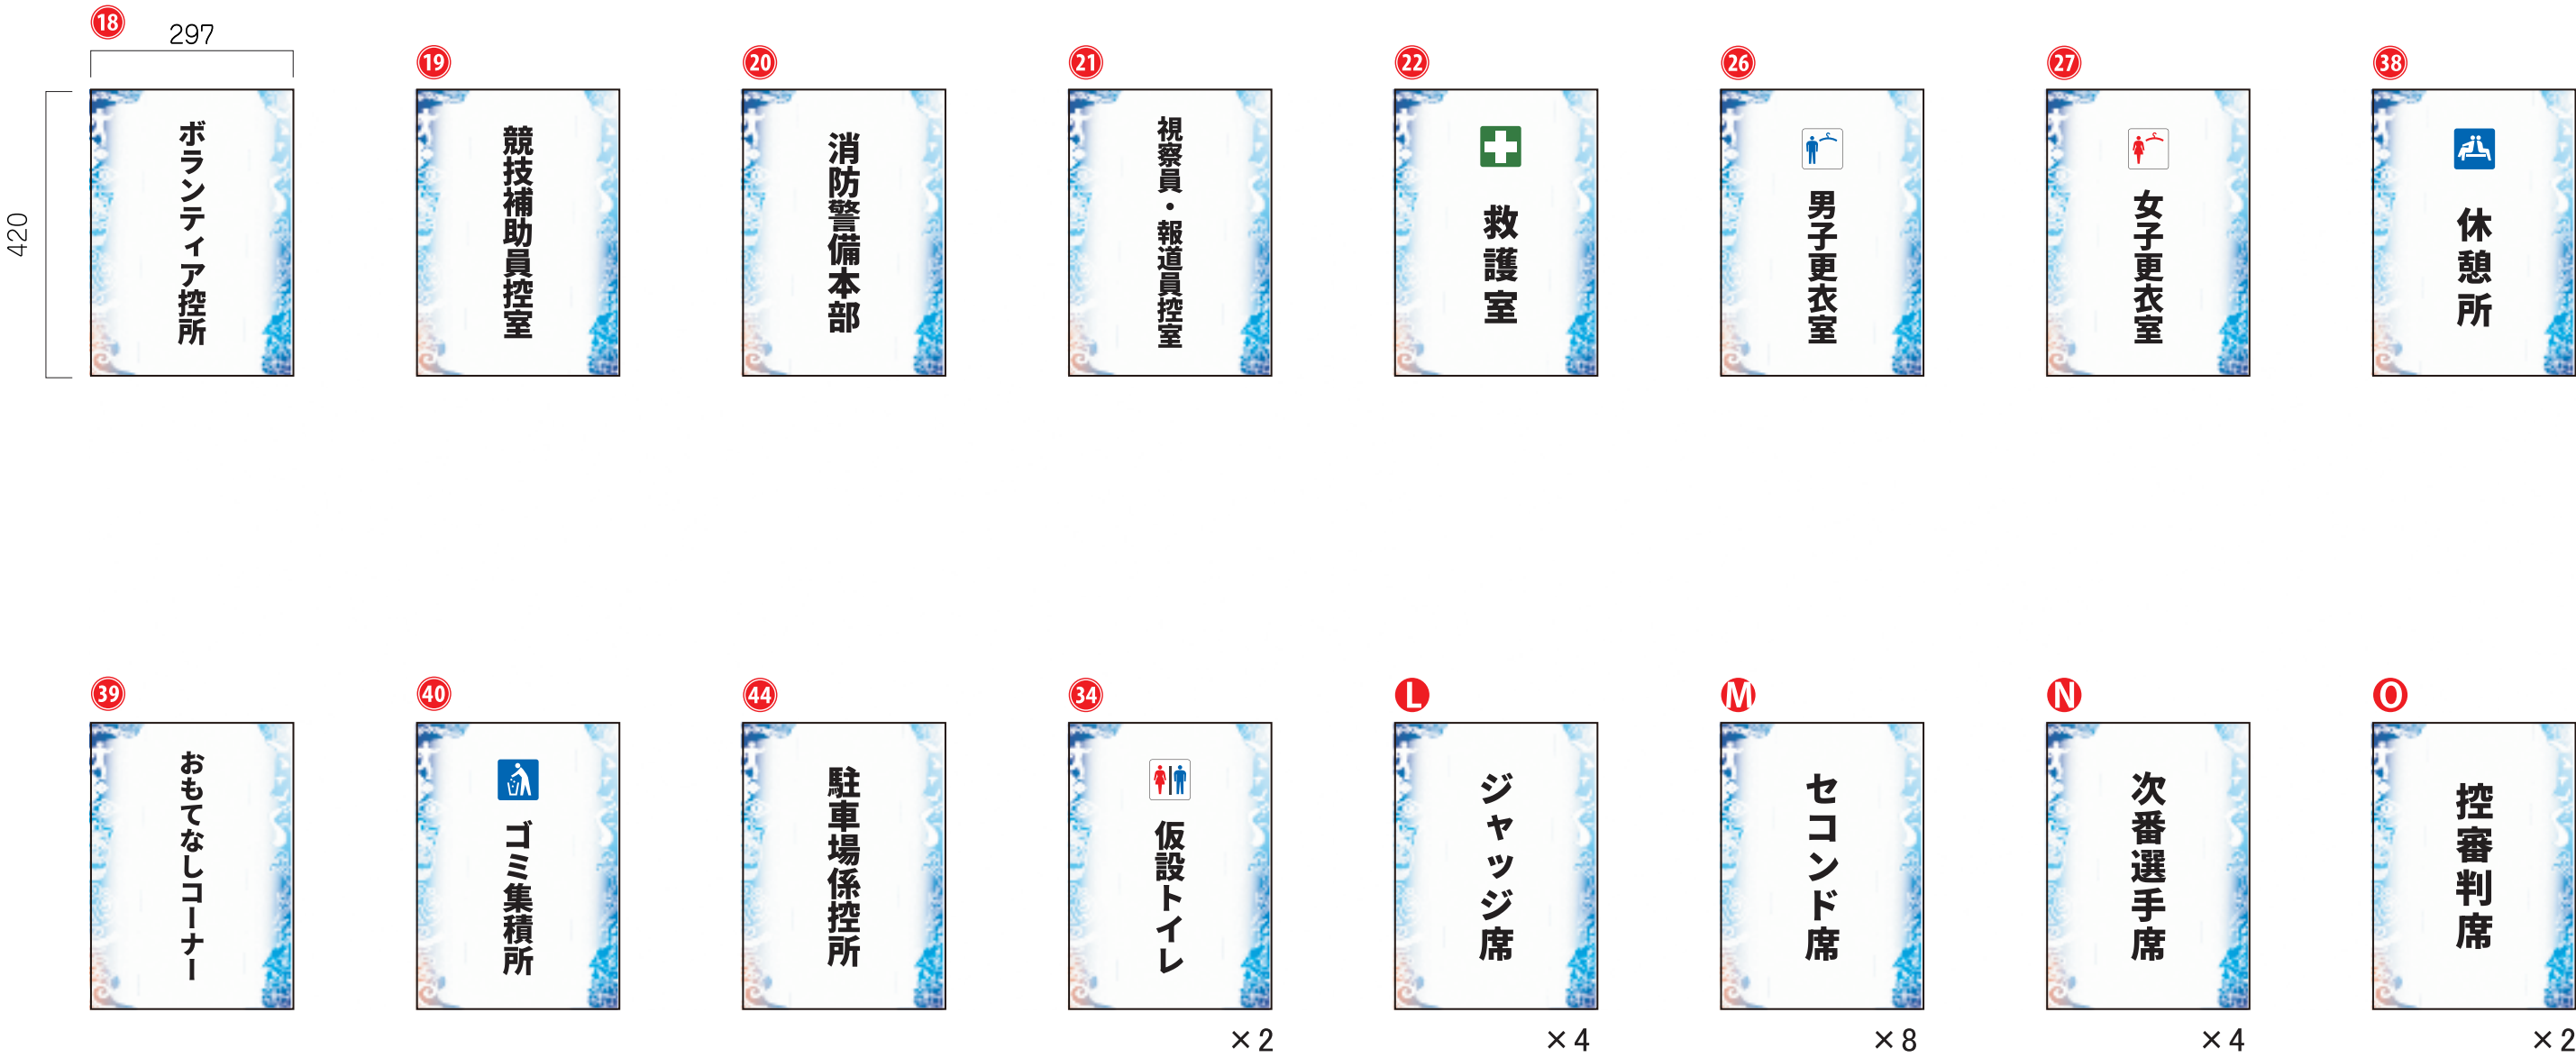 18
297
420
ボランティア控所
19
競技補助員控室
20
消防警備本部
21
視察員・報道員控室
22
救護室
26
男子更衣室
27
女子更衣室
38
休憩所
39
おもてなしコーナー
40
ゴミ集積所
44
駐車場係控所
34
仮設トイレ
×2
L
ジャッジ席
×4
M
セコンド席
×8
N
次番選手席
×4
O
控審判席
×2